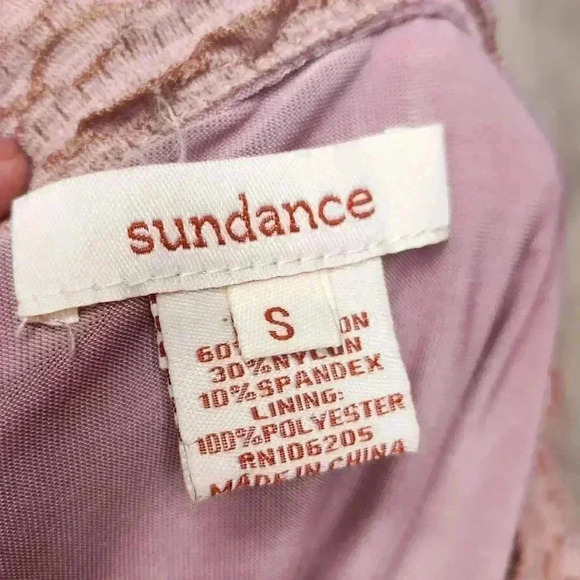 sundance
S
60
30%NYLON
10%SPANDEX
LINING:
100%POLYESTER
RN106205
MADE IN CHINA